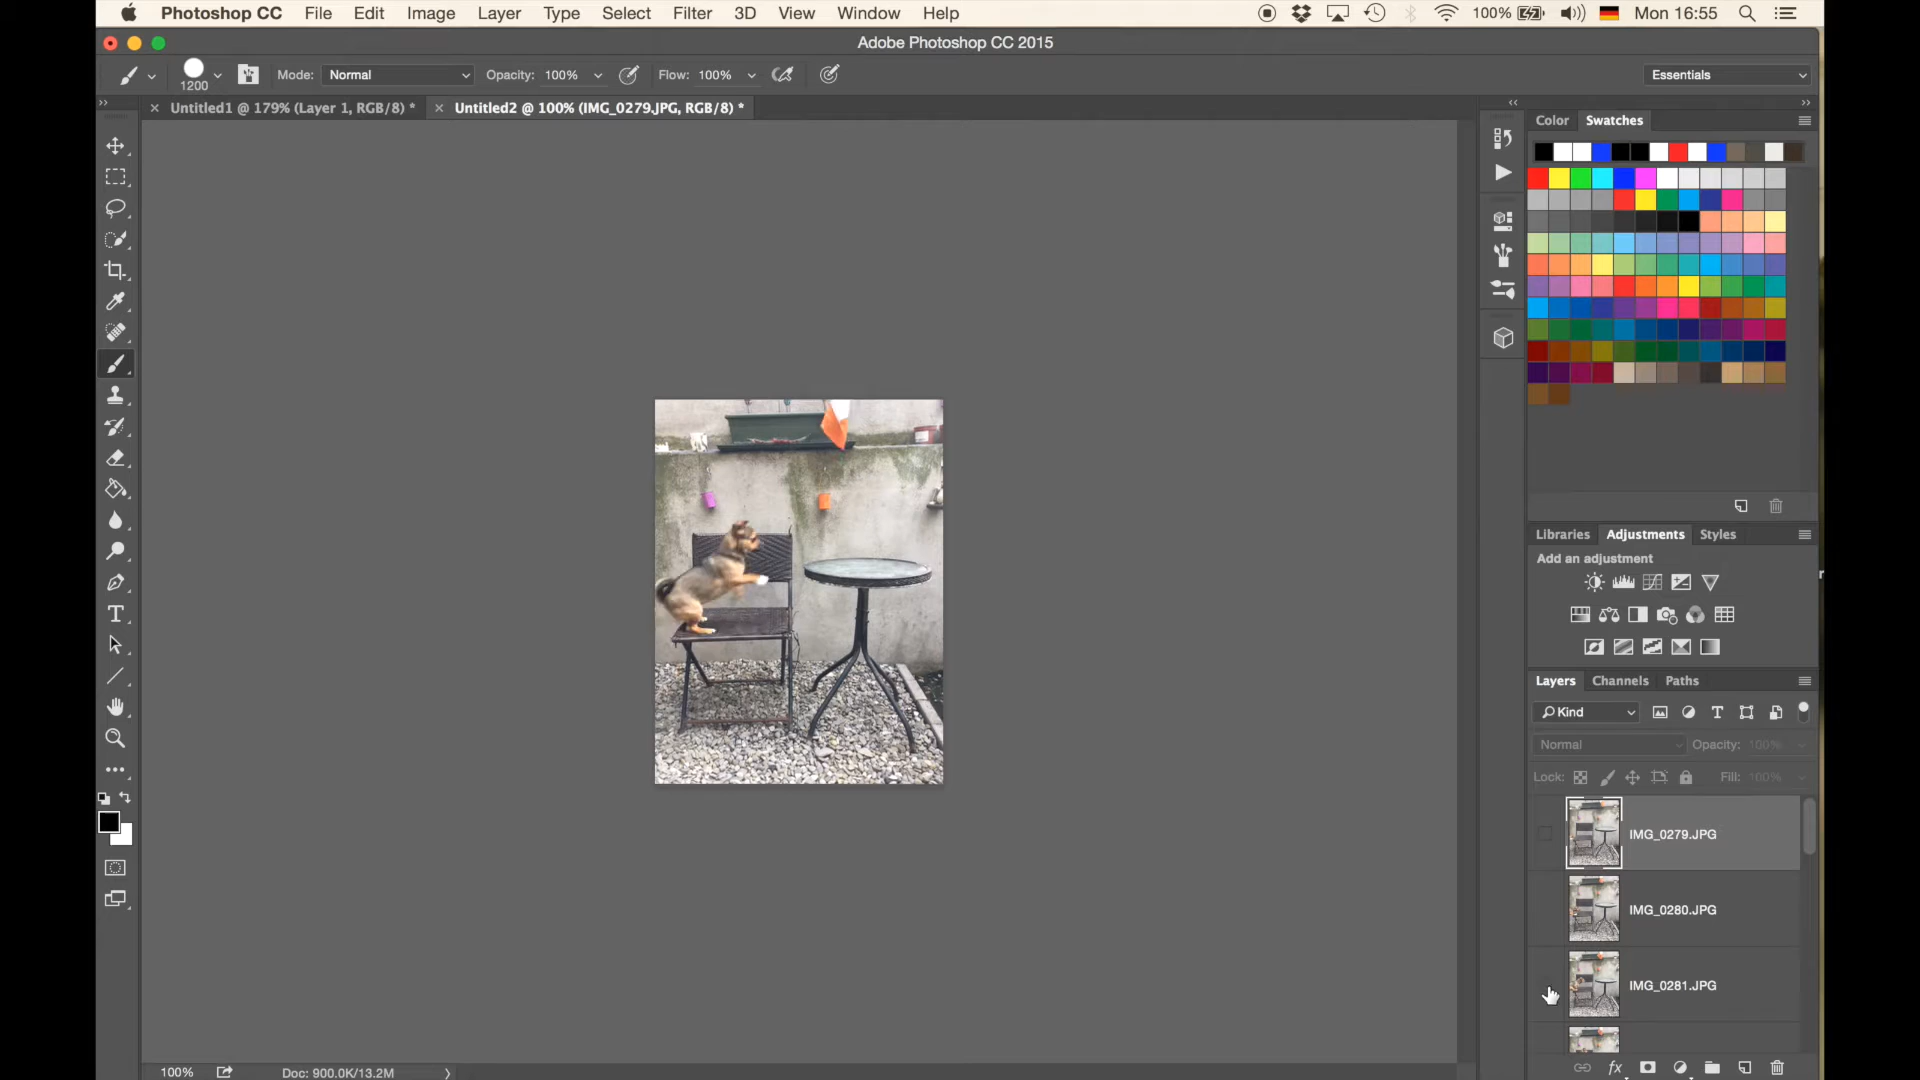 Photoshop CC File Edit Image Layer Type Select Filter 3D View Window Help 100% Mon 16:55
Adobe Photoshop CC 2015
1200 Mode: Normal Opacity: 100% Flow: 100% Essentials
Untitled1 @ 179% (Layer 1, RGB/8) * Untitled2 @ 100% (IMG_0279.JPG, RGB/8) *
Color Swatches
Libraries Adjustments Styles
Add an adjustment
Layers Channels Paths
Kind
Normal Opacity: 100%
Lock: Fill: 100%
IMG_0279.JPG
IMG_0280.JPG
IMG_0281.JPG
fx
100% Doc: 900.0K/13.2M